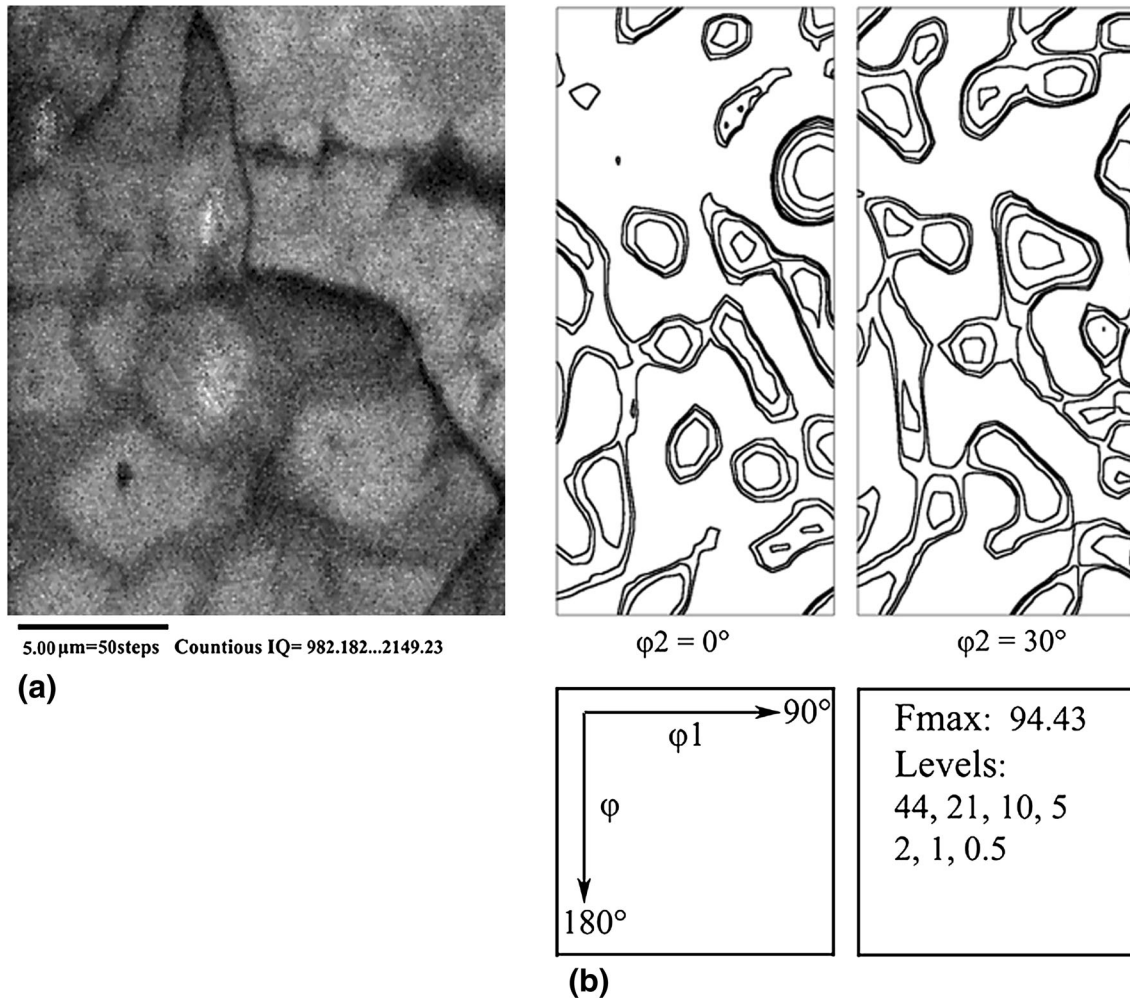 5.00 μm=50steps Countious IQ= 982.182...2149.23
(a)
φ2 = 0°
φ2 = 30°
90°
φ1
φ
180°
Fmax: 94.43
Levels:
44, 21, 10, 5
2, 1, 0.5
(b)